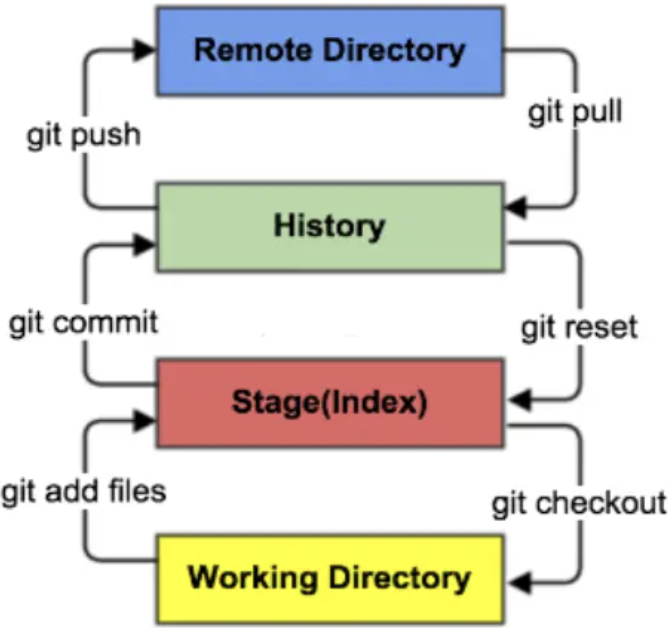 Remote Directory
git push
git pull
History
git commit
git reset
Stage(Index)
git add files
git checkout
Working Directory